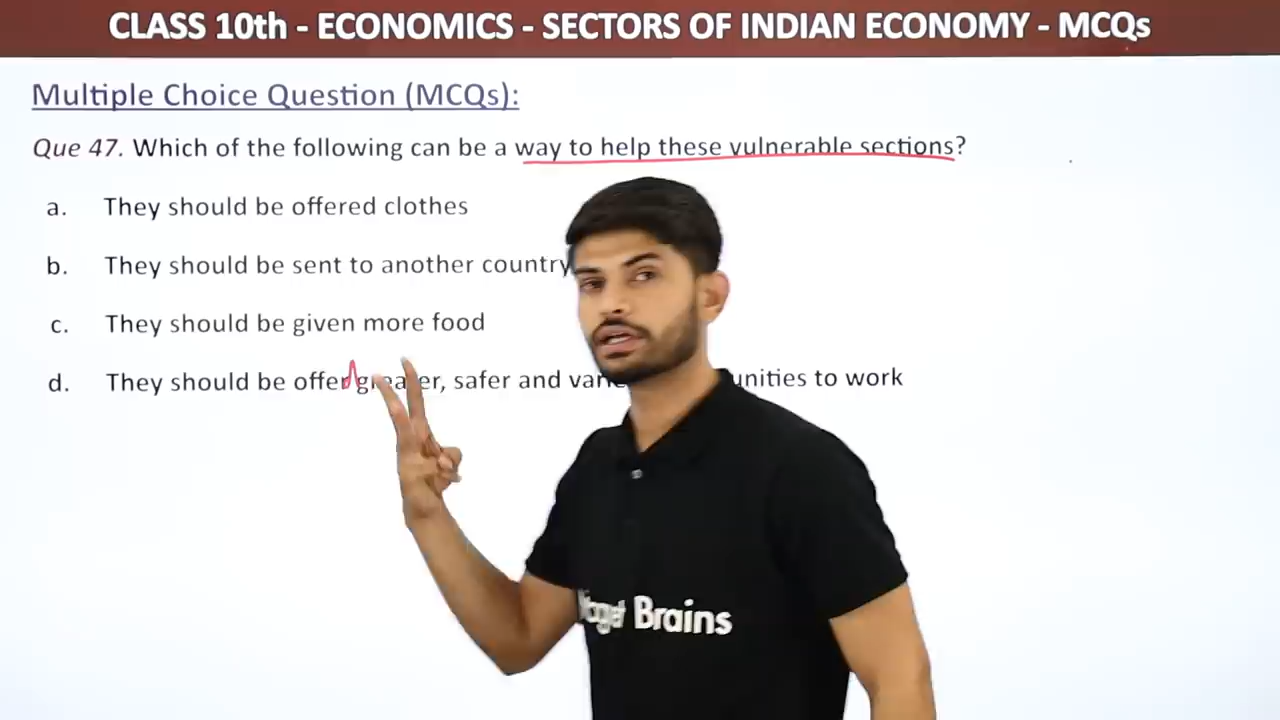 CLASS 10th - ECONOMICS - SECTORS OF INDIAN ECONOMY - MCQs
Multiple Choice Question (MCQs):
Que 47. Which of the following can be a way to help these vulnerable sections?
a. They should be offered clothes
b. They should be sent to another country
c. They should be given more food
d. They should be offer greater, safer and to work
Brains